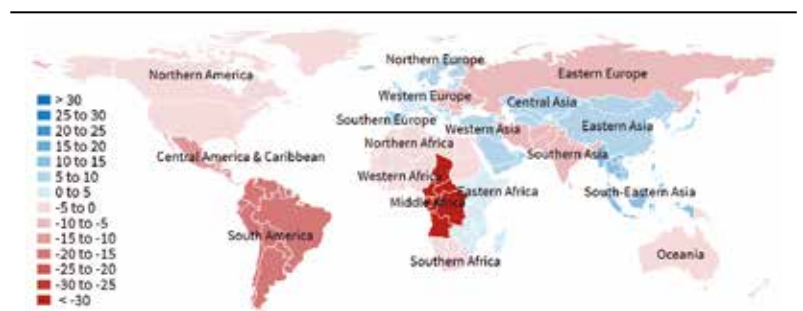 Northern Europe
Northern America
Eastern Europe
Western Europe
Central Asia
Southern Europe
Eastern Asia
Western Asia
Northern Africa
Southern Asia
Central America & Caribbean
Western Africa
Eastern Africa
South-Eastern Asia
Middle Africa
South America
Oceania
Southern Africa
> 30
25 to 30
20 to 25
15 to 20
10 to 15
5 to 10
0 to 5
-5 to 0
-10 to -5
-15 to -10
-20 to -15
-25 to -20
-30 to -25
< -30